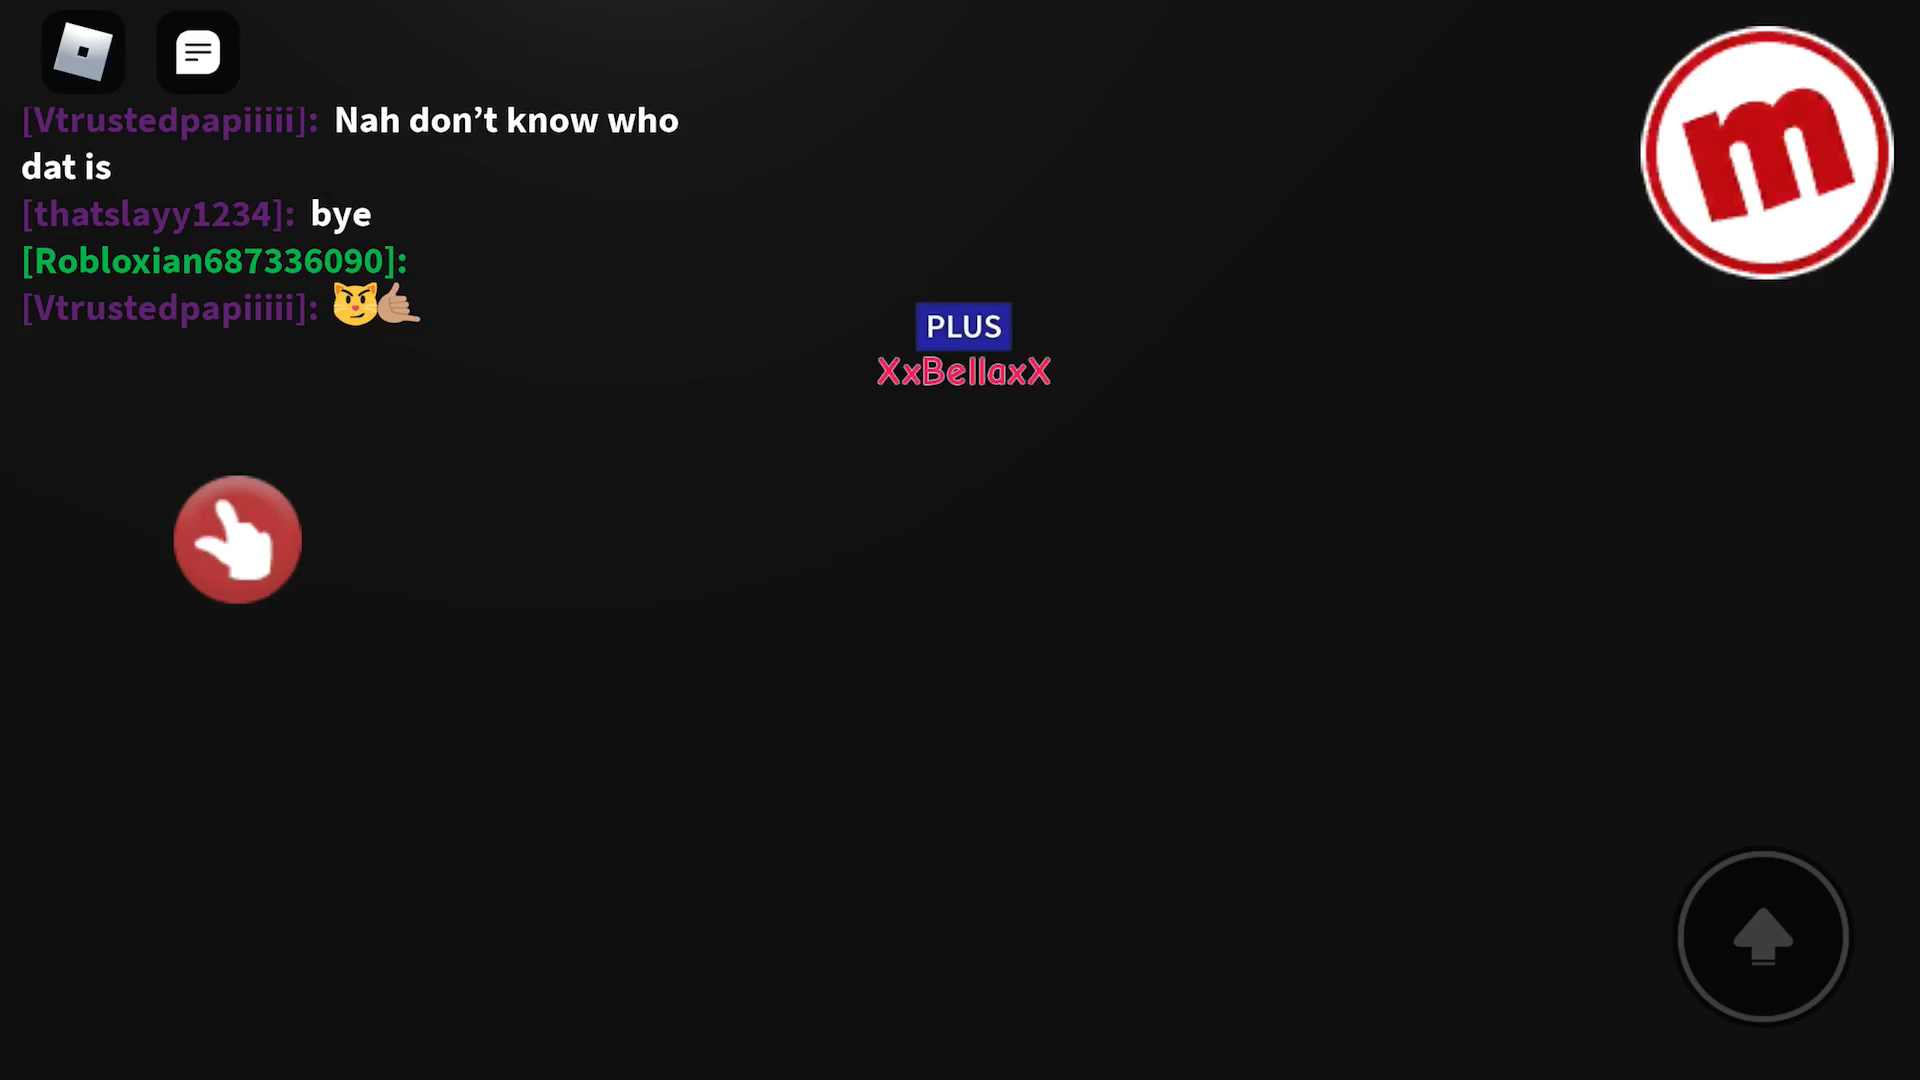 [Vtrustedpapiiiii]: Nah don’t know who
dat is
[thatslayy1234]: bye
[Robloxian687336090]:
[Vtrustedpapiiiii]: 😼🤙🏽
PLUS
XxBellaxX
m